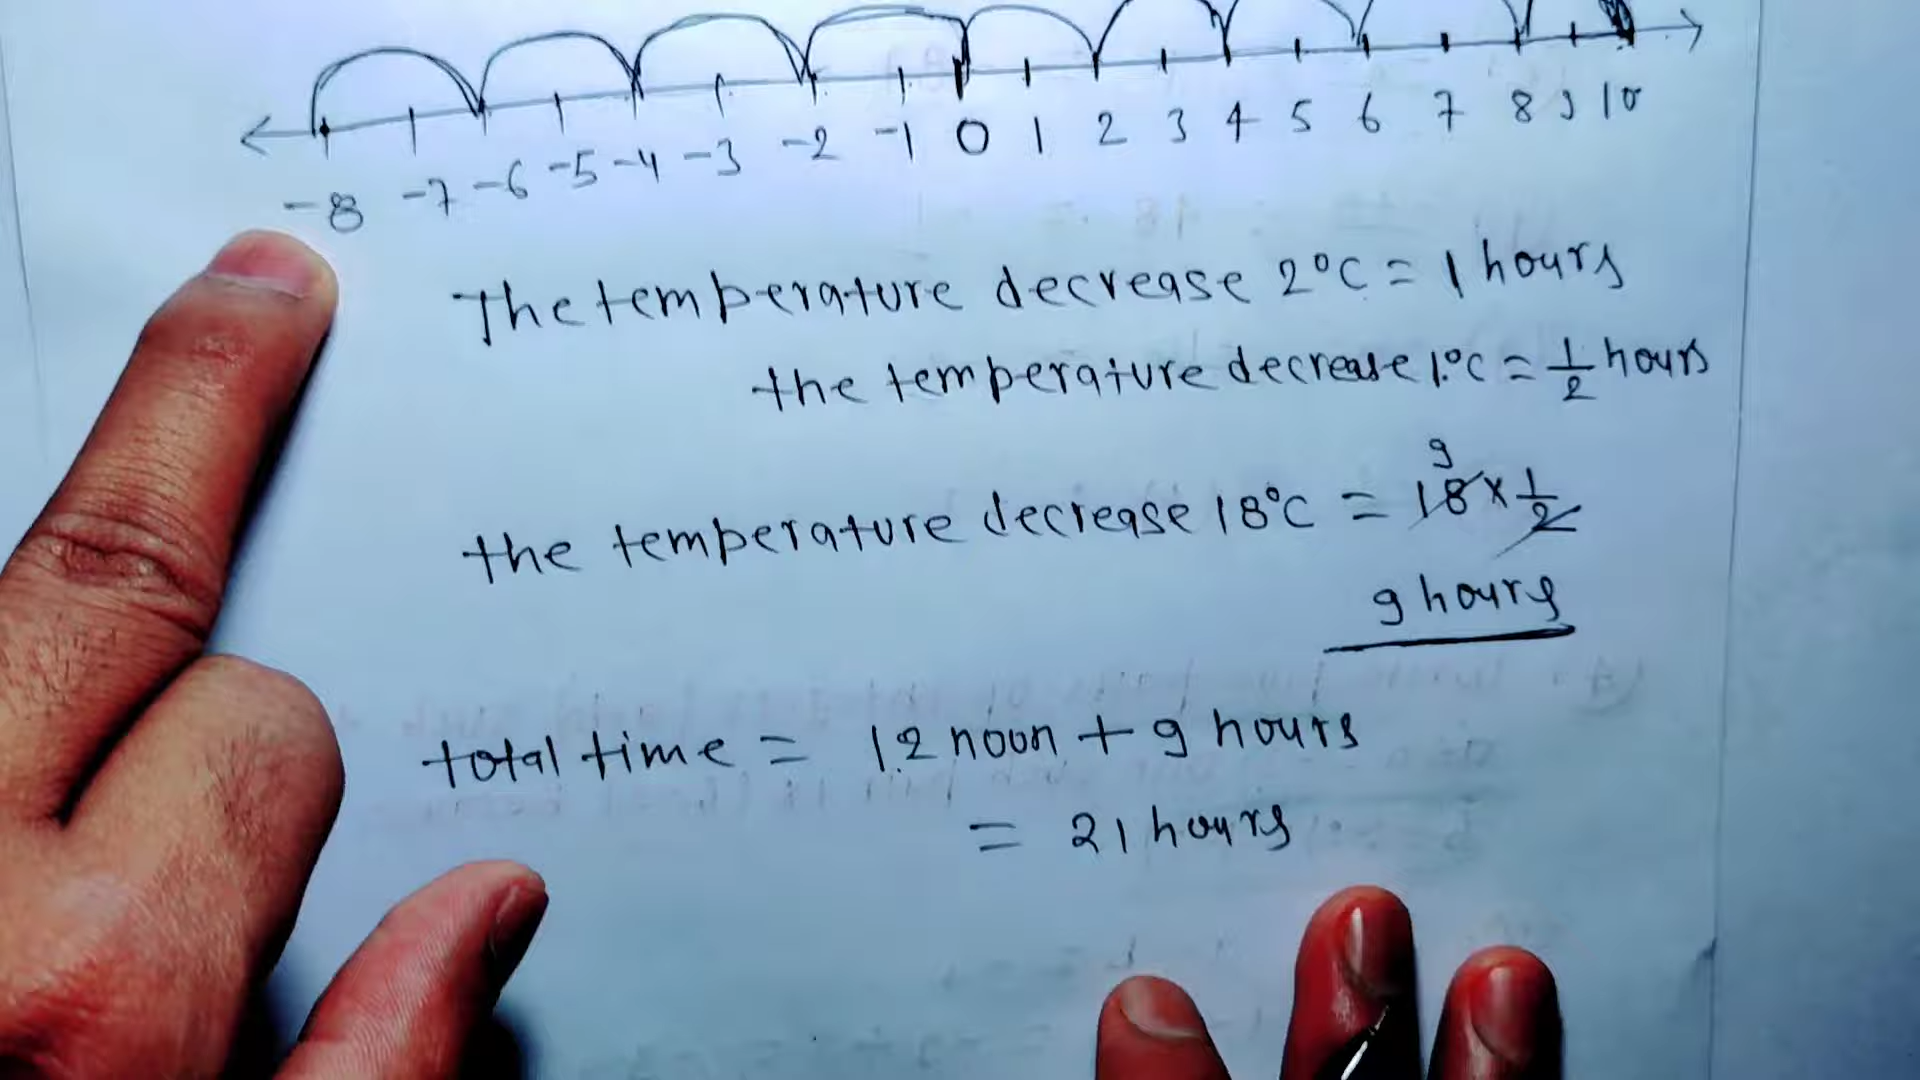 -8 -7 -6 -5 -4 -3 -2 -1 0 1 2 3 4 5 6 7 8 9 10
The temperature decrease 2°C = 1 hours
the temperature decrease 1°C = 1/2 hours
9
the temperature decrease 18°C = 18 × 1/2
9 hours
total time = 12 noon + 9 hours
= 21 hours